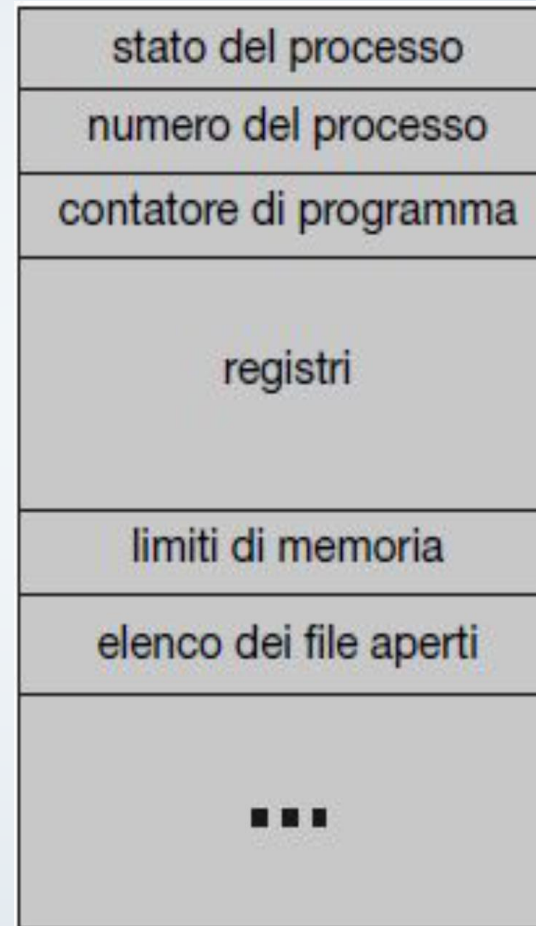 stato del processo
numero del processo
contatore di programma
registri
limiti di memoria
elenco dei file aperti
...